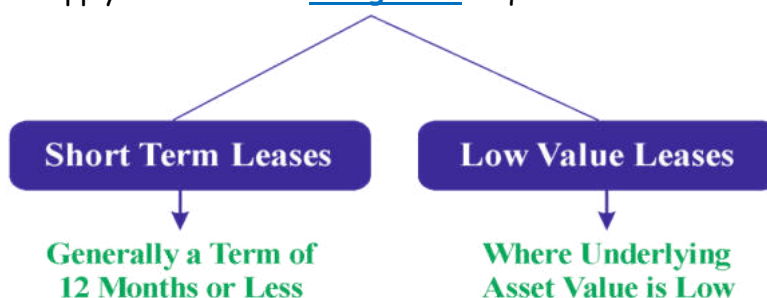 Short Term Leases
Low Value Leases
Generally a Term of
12 Months or Less
Where Underlying
Asset Value is Low